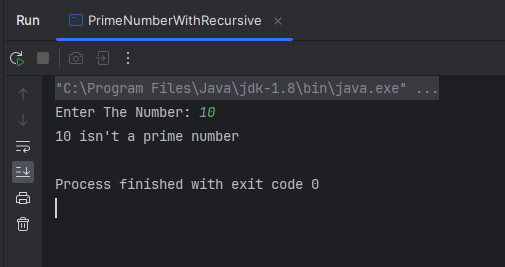 Run PrimeNumberWithRecursive
"C:\Program Files\Java\jdk-1.8\bin\java.exe" ...
Enter The Number: 10
10 isn't a prime number
Process finished with exit code 0